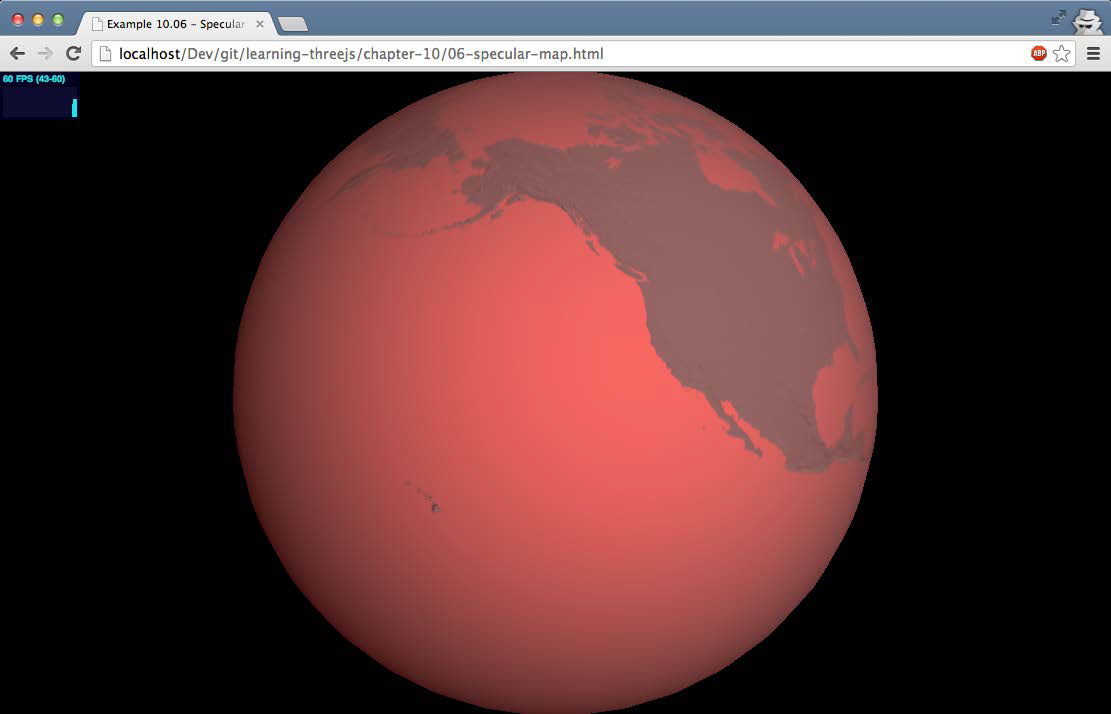 Example 10.06 - Specular
localhost/Dev/git/learning-threejs/chapter-10/06-specular-map.html
ABP
60 FPS (43-60)